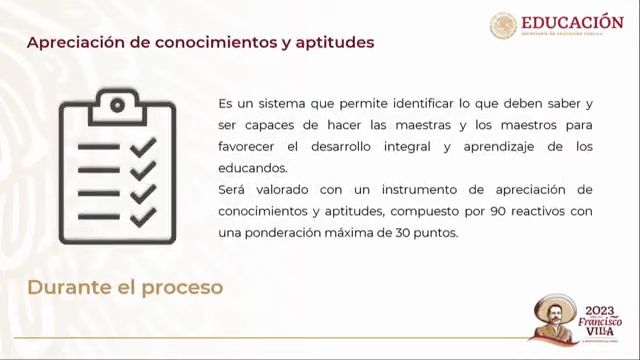 EDUCACIÓN
SECRETARÍA DE EDUCACIÓN PÚBLICA
Apreciación de conocimientos y aptitudes
Es un sistema que permite identificar lo que deben saber y
ser capaces de hacer las maestras y los maestros para
favorecer el desarrollo integral y aprendizaje de los
educandos.
Será valorado con un instrumento de apreciación de
conocimientos y aptitudes, compuesto por 90 reactivos con
una ponderación máxima de 30 puntos.
Durante el proceso
2023
Francisco
VILLA